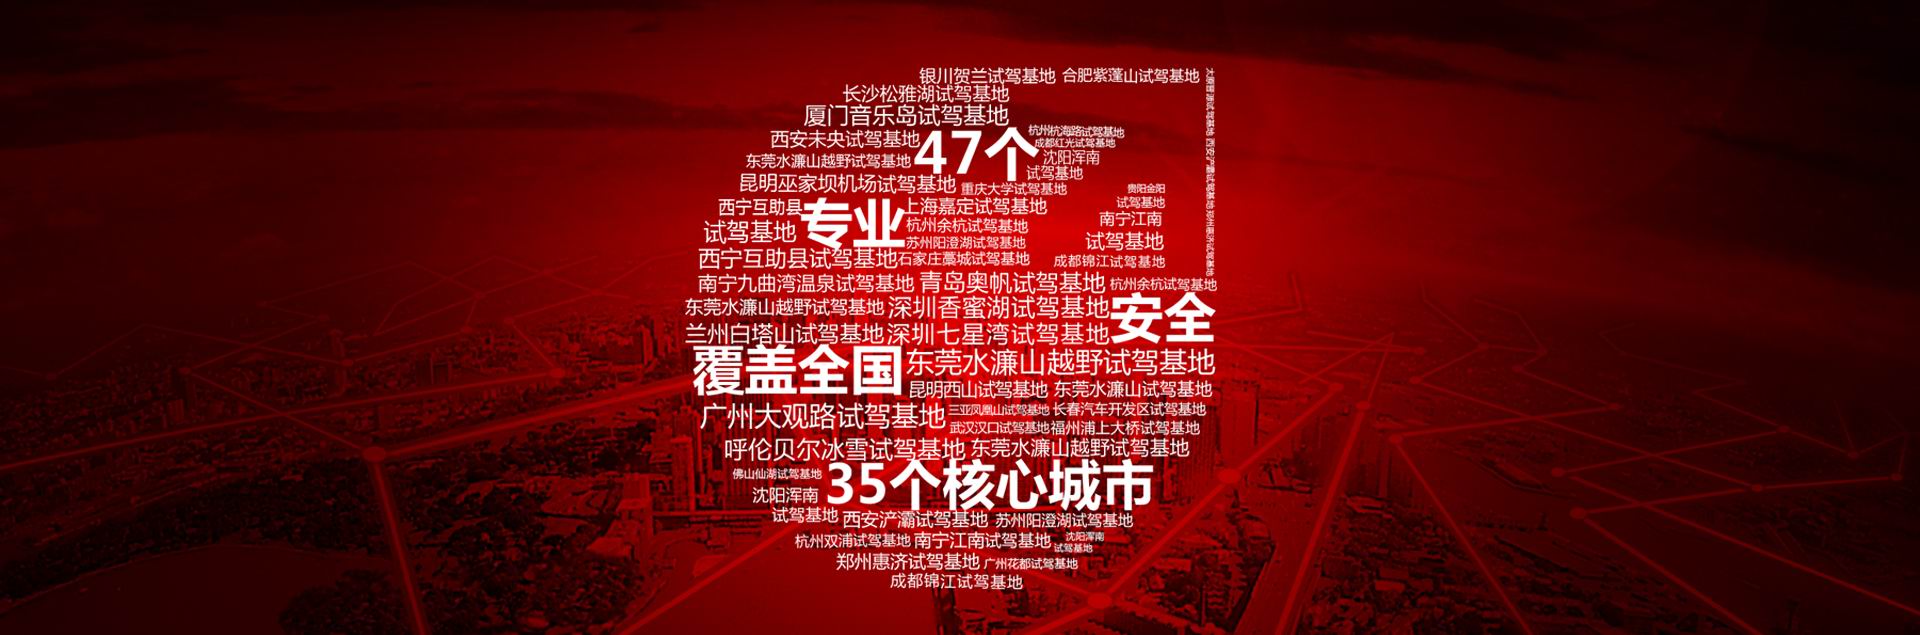 银川贺兰试驾基地 合肥紫蓬山试驾基地
长沙松雅湖试驾基地
厦门音乐岛试驾基地
西安未央试驾基地
47个
杭州杭海路试驾基地
成都红光试驾基地
东莞水濂山越野试驾基地
沈阳浑南
试驾基地
昆明巫家坝机场试驾基地
重庆大学试驾基地
贵阳金阳
试驾基地
西宁互助县
试驾基地
专业
上海嘉定试驾基地
杭州余杭试驾基地
苏州阳澄湖试驾基地
南宁江南
试驾基地
西宁互助县试驾基地
石家庄藁城试驾基地
成都锦江试驾基地
南宁九曲湾温泉试驾基地
青岛奥帆试驾基地
杭州余杭试驾基地
东莞水濂山越野试驾基地
深圳香蜜湖试驾基地
安全
兰州白塔山试驾基地
深圳七星湾试驾基地
覆盖全国
东莞水濂山越野试驾基地
昆明西山试驾基地 东莞水濂山试驾基地
广州大观路试驾基地
三亚凤凰山试驾基地 长春汽车开发区试驾基地
武汉汉口试驾基地 福州浦上大桥试驾基地
呼伦贝尔冰雪试驾基地 东莞水濂山越野试驾基地
佛山仙湖试驾基地
35个核心城市
沈阳浑南
试驾基地
西安浐灞试驾基地 苏州阳澄湖试驾基地
杭州双浦试驾基地 南宁江南试驾基地
沈阳浑南
试驾基地
郑州惠济试驾基地 广州花都试驾基地
成都锦江试驾基地
西安浐灞试驾基地 郑州惠济试驾基地